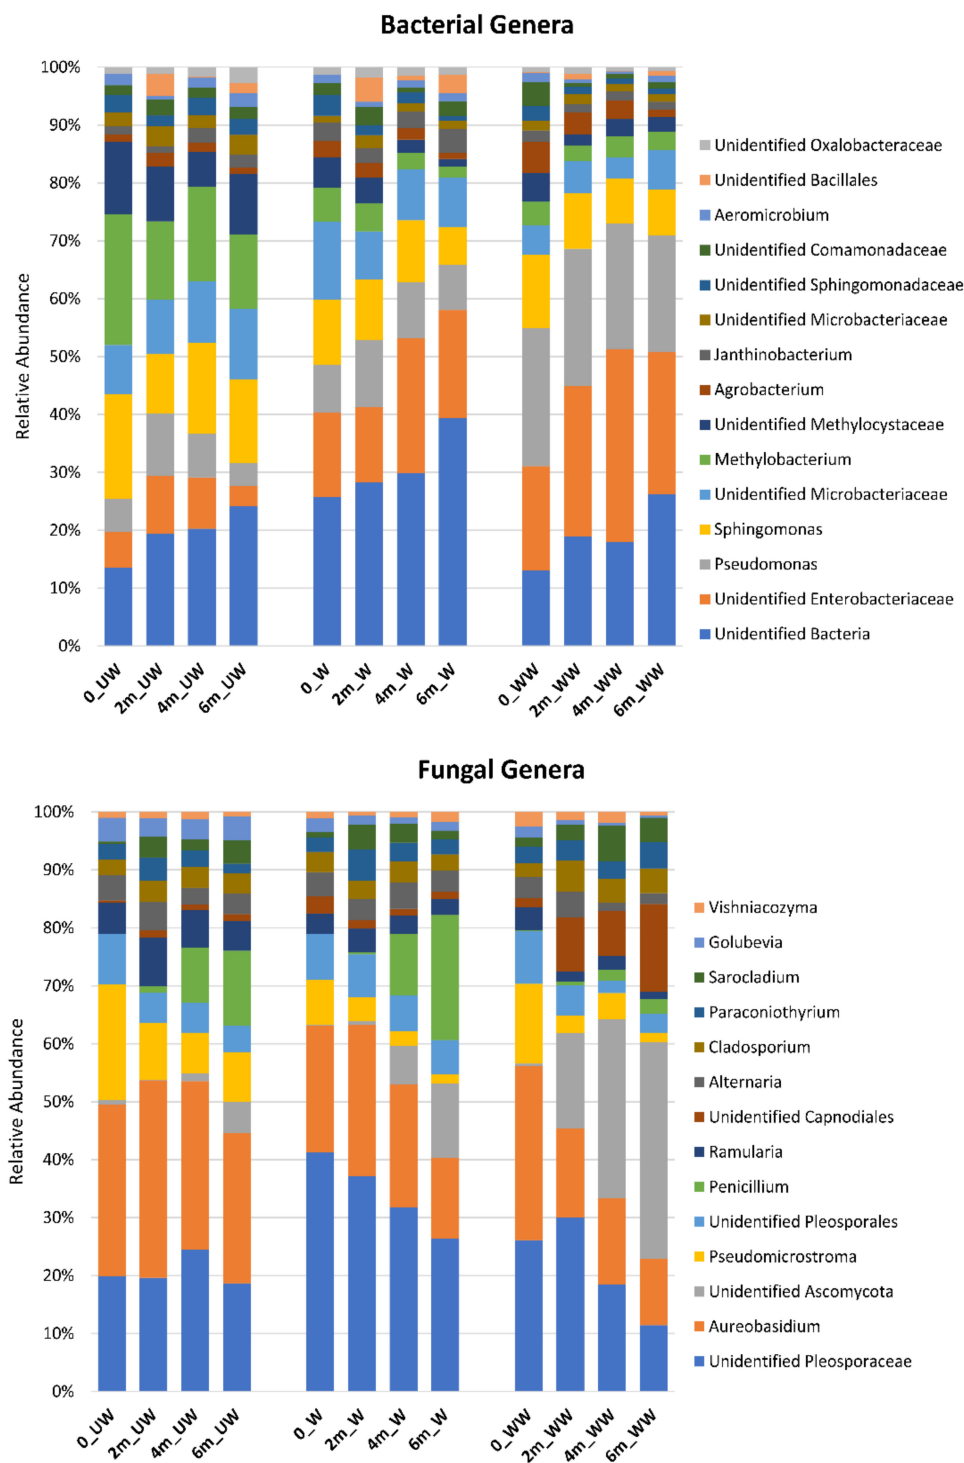 Bacterial Genera
100%
90%
80%
70%
60%
50%
40%
30%
20%
10%
0%
Relative Abundance
0_UW
2m_UW
4m_UW
6m_UW
0_W
2m_W
4m_W
6m_W
0_WW
2m_WW
4m_WW
6m_WW
Unidentified Oxalobacteraceae
Unidentified Bacillales
Aeromicrobium
Unidentified Comamonadaceae
Unidentified Sphingomonadaceae
Unidentified Microbacteriaceae
Janthinobacterium
Agrobacterium
Unidentified Methylocystaceae
Methylobacterium
Unidentified Microbacteriaceae
Sphingomonas
Pseudomonas
Unidentified Enterobacteriaceae
Unidentified Bacteria
Fungal Genera
100%
90%
80%
70%
60%
50%
40%
30%
20%
10%
0%
Relative Abundance
0_UW
2m_UW
4m_UW
6m_UW
0_W
2m_W
4m_W
6m_W
0_WW
2m_WW
4m_WW
6m_WW
Vishniacozyma
Golubevia
Sarocladium
Paraconiothyrium
Cladosporium
Alternaria
Unidentified Capnodiales
Ramularia
Penicillium
Unidentified Pleosporales
Pseudomicrostroma
Unidentified Ascomycota
Aureobasidium
Unidentified Pleosporaceae